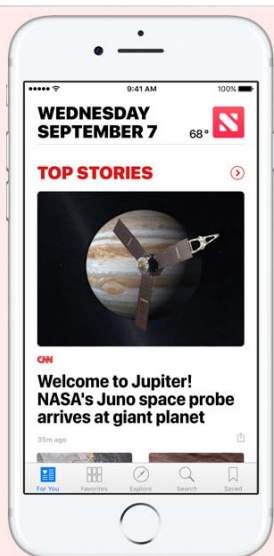 9:41 AM 100%
WEDNESDAY
SEPTEMBER 7 68°
TOP STORIES
CNN
Welcome to Jupiter!
NASA's Juno space probe
arrives at giant planet
35m ago
For You Favorites Explore Search Saved